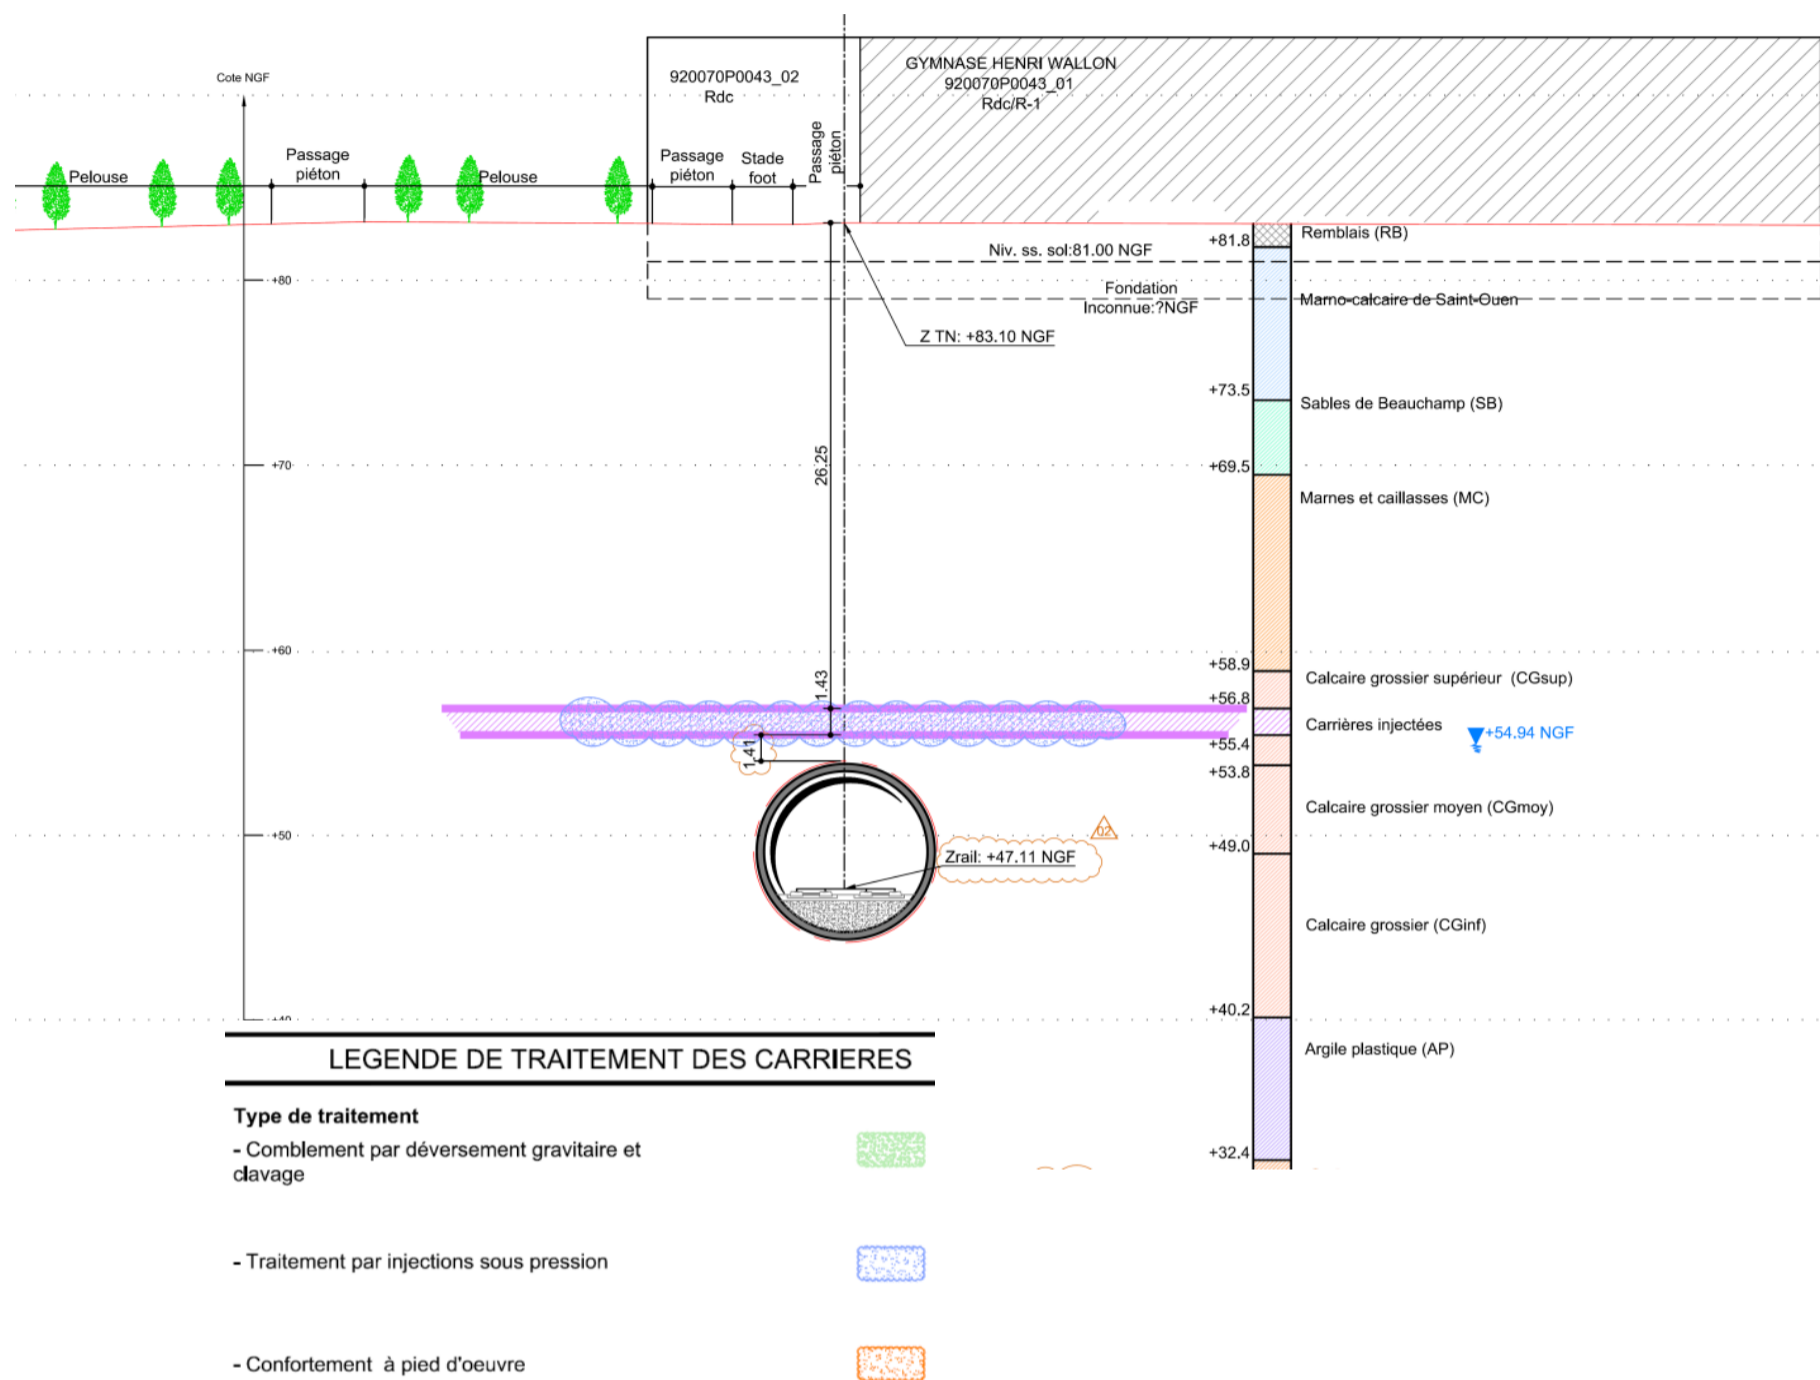 Cote NGF
920070P0043_02
Rdc
GYMNASE HENRI WALLON
920070P0043_01
Rdc/R-1
Pelouse
Passage
piéton
Pelouse
Passage
piéton
Stade
foot
Passage
piéton
+81.8
Remblais (RB)
Niv. ss. sol:81.00 NGF
+80
Fondation
Inconnue:?NGF
Marno-calcaire de Saint-Ouen
Z TN: +83.10 NGF
+73.5
Sables de Beauchamp (SB)
26.25
+70
+69.5
Marnes et caillasses (MC)
+60
+58.9
Calcaire grossier supérieur (CGsup)
1.43
+56.8
Carrières injectées
+54.94 NGF
+55.4
1.41
+53.8
Calcaire grossier moyen (CGmoy)
+50
02
+49.0
Zrail: +47.11 NGF
Calcaire grossier (CGinf)
+40.2
+40
Argile plastique (AP)
+32.4
LEGENDE DE TRAITEMENT DES CARRIERES
Type de traitement
- Comblement par déversement gravitaire et
clavage
- Traitement par injections sous pression
- Confortement à pied d'oeuvre